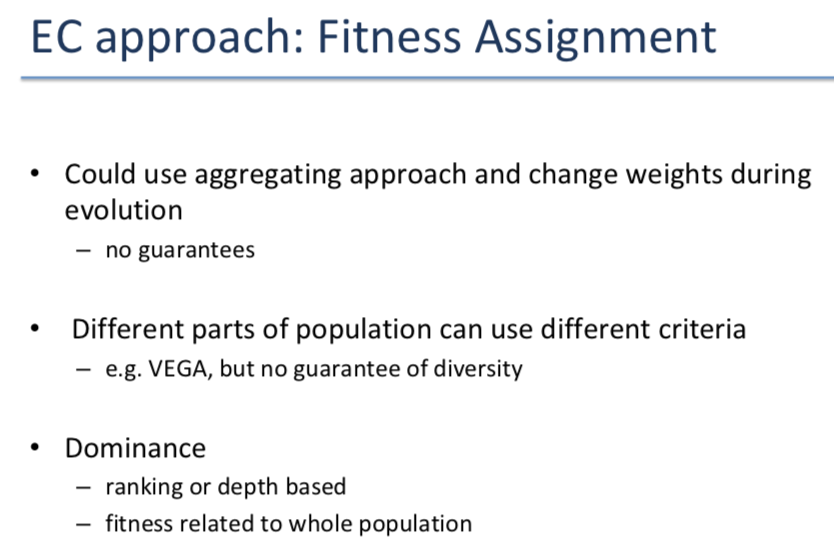 EC approach: Fitness Assignment
• Could use aggregating approach and change weights during
evolution
– no guarantees
• Different parts of population can use different criteria
– e.g. VEGA, but no guarantee of diversity
• Dominance
– ranking or depth based
– fitness related to whole population